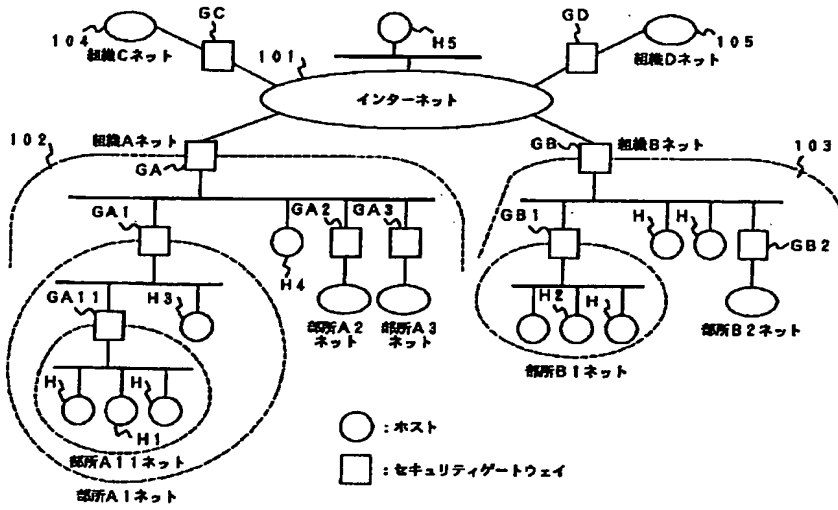 GC
GD
104
組織Cネット
101
H5
105
組織Dネット
インターネット
102
組織Aネット
GA
GB
組織Bネット
103
GA1
GA2
GA3
GB1
H
H
GB2
H4
GA11
H3
H2
H
部所A2
ネット
部所A3
ネット
部所B2ネット
部所B1ネット
H
H
H1
部所A11ネット
部所A1ネット
:ホスト
:セキュリティゲートウェイ